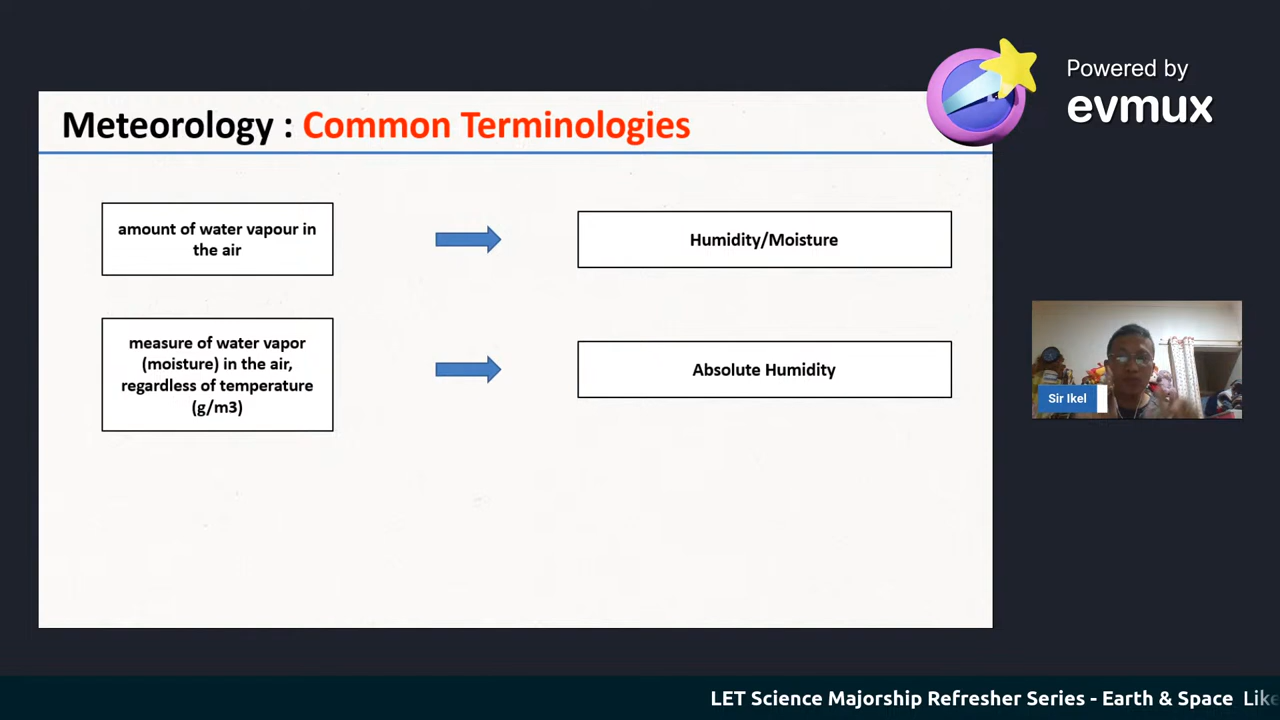 Powered by
evmux
Meteorology : Common Terminologies
amount of water vapour in
the air
Humidity/Moisture
measure of water vapor
(moisture) in the air,
regardless of temperature
(g/m3)
Absolute Humidity
Sir Ikel
LET Science Majorship Refresher Series - Earth & Space Like